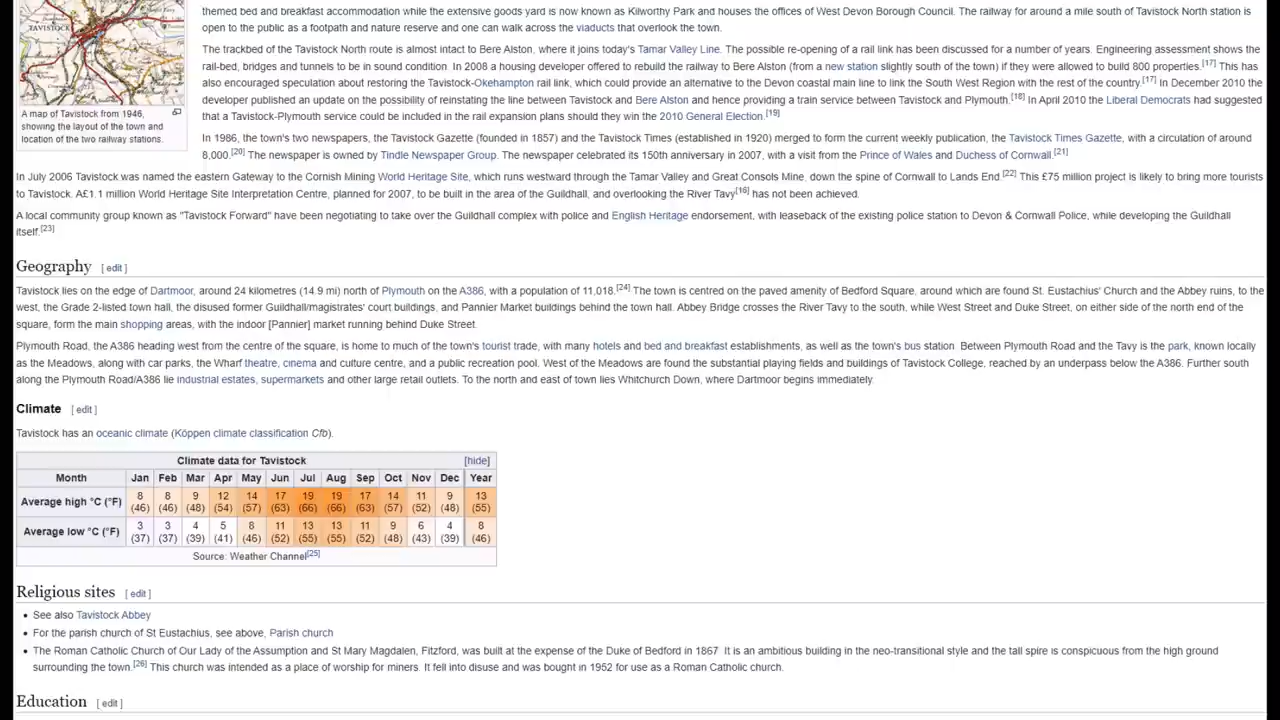 themed bed and breakfast accommodation while the extensive goods yard is now known as Kilworthy Park and houses the offices of West Devon Borough Council. The railway for around a mile south of Tavistock North station is
open to the public as a footpath and nature reserve and one can walk across the viaducts that overlook the town.
TAVISTOCK
The trackbed of the Tavistock North route is almost intact to Bere Alston, where it joins today's Tamar Valley Line. The possible re-opening of a rail link has been discussed for a number of years. Engineering assessment shows the
rail-bed, bridges and tunnels to be in sound condition. In 2008 a housing developer offered to rebuild the railway to Bere Alston (from a new station slightly south of the town) if they were allowed to build 800 properties.[17] This has
also encouraged speculation about restoring the Tavistock-Okehampton rail link, which could provide an alternative to the Devon coastal main line to link the South West Region with the rest of the country.[17] In December 2010 the
developer published an update on the possibility of reinstating the line between Tavistock and Bere Alston and hence providing a train service between Tavistock and Plymouth.[18] In April 2010 the Liberal Democrats had suggested
that a Tavistock-Plymouth service could be included in the rail expansion plans should they win the 2010 General Election.[19]
A map of Tavistock from 1946,
showing the layout of the town and
location of the two railway stations.
In 1986, the town's two newspapers, the Tavistock Gazette (founded in 1857) and the Tavistock Times (established in 1920) merged to form the current weekly publication, the Tavistock Times Gazette, with a circulation of around
8,000.[20] The newspaper is owned by Tindle Newspaper Group. The newspaper celebrated its 150th anniversary in 2007, with a visit from the Prince of Wales and Duchess of Cornwall.[21]
In July 2006 Tavistock was named the eastern Gateway to the Cornish Mining World Heritage Site, which runs westward through the Tamar Valley and Great Consols Mine, down the spine of Cornwall to Lands End.[22] This £75 million project is likely to bring more tourists
to Tavistock. A£1.1 million World Heritage Site Interpretation Centre, planned for 2007, to be built in the area of the Guildhall, and overlooking the River Tavy[16] has not been achieved.
A local community group known as "Tavistock Forward" have been negotiating to take over the Guildhall complex with police and English Heritage endorsement, with leaseback of the existing police station to Devon & Cornwall Police, while developing the Guildhall
itself.[23]
Geography [ edit ]
Tavistock lies on the edge of Dartmoor, around 24 kilometres (14.9 mi) north of Plymouth on the A386, with a population of 11,018.[24] The town is centred on the paved amenity of Bedford Square, around which are found St. Eustachius' Church and the Abbey ruins, to the
west, the Grade 2-listed town hall, the disused former Guildhall/magistrates' court buildings, and Pannier Market buildings behind the town hall. Abbey Bridge crosses the River Tavy to the south, while West Street and Duke Street, on either side of the north end of the
square, form the main shopping areas, with the indoor [Pannier] market running behind Duke Street.
Plymouth Road, the A386 heading west from the centre of the square, is home to much of the town's tourist trade, with many hotels and bed and breakfast establishments, as well as the town's bus station. Between Plymouth Road and the Tavy is the park, known locally
as the Meadows, along with car parks, the Wharf theatre, cinema and culture centre, and a public recreation pool. West of the Meadows are found the substantial playing fields and buildings of Tavistock College, reached by an underpass below the A386. Further south
along the Plymouth Road/A386 lie industrial estates, supermarkets and other large retail outlets. To the north and east of town lies Whitchurch Down, where Dartmoor begins immediately.
Climate [ edit ]
Tavistock has an oceanic climate (Köppen climate classification Cfb).
Climate data for Tavistock [hide]
Month Jan Feb Mar Apr May Jun Jul Aug Sep Oct Nov Dec Year
Average high °C (°F) 8 (46) 8 (46) 9 (48) 12 (54) 14 (57) 17 (63) 19 (66) 19 (66) 17 (63) 14 (57) 11 (52) 9 (48) 13 (55)
Average low °C (°F) 3 (37) 3 (37) 4 (39) 5 (41) 8 (46) 11 (52) 13 (55) 13 (55) 11 (52) 9 (48) 6 (43) 4 (39) 8 (46)
Source: Weather Channel[25]
Religious sites [ edit ]
• See also Tavistock Abbey
• For the parish church of St Eustachius, see above, Parish church
• The Roman Catholic Church of Our Lady of the Assumption and St Mary Magdalen, Fitzford, was built at the expense of the Duke of Bedford in 1867. It is an ambitious building in the neo-transitional style and the tall spire is conspicuous from the high ground
surrounding the town.[26] This church was intended as a place of worship for miners. It fell into disuse and was bought in 1952 for use as a Roman Catholic church.
Education [ edit ]